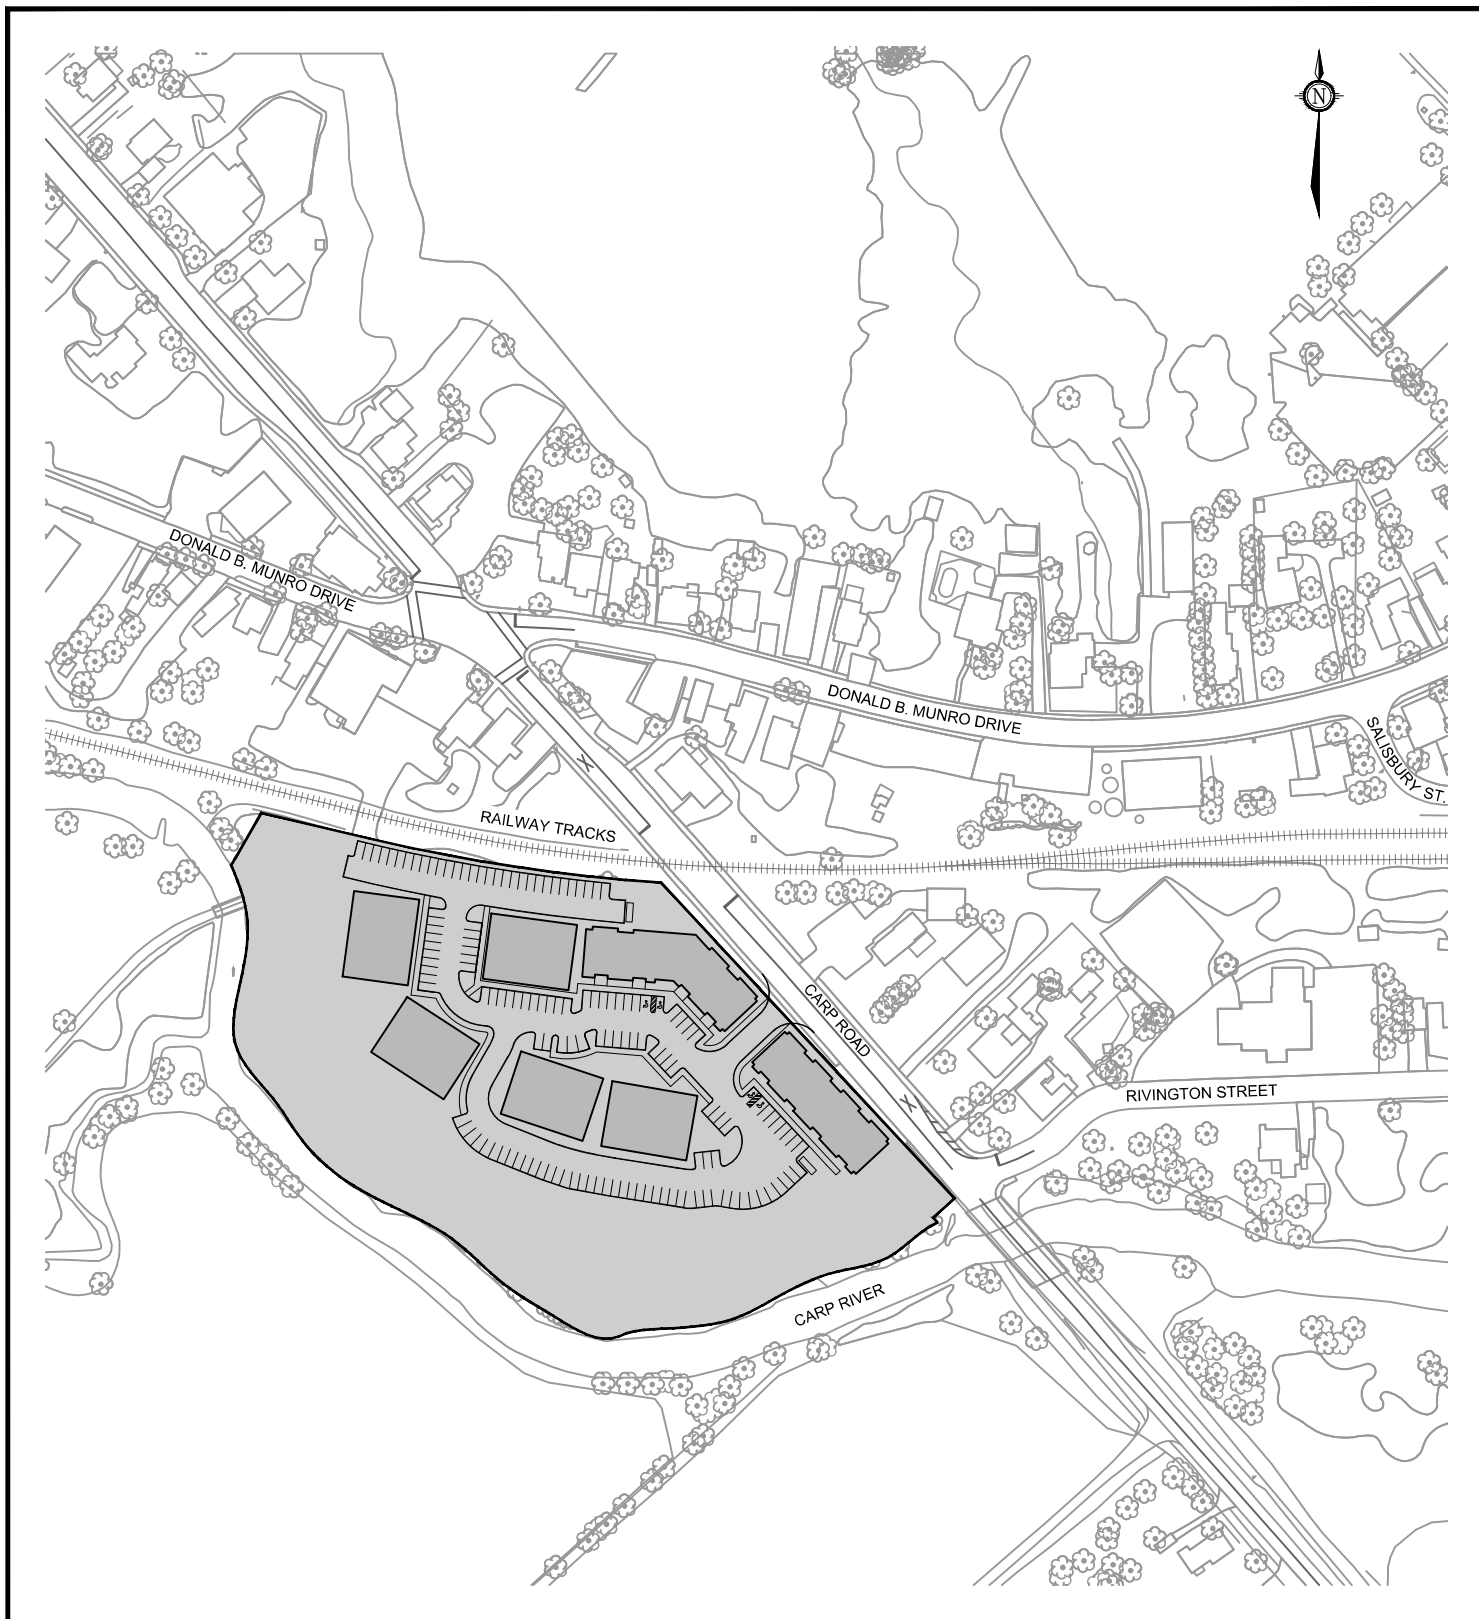 N
DONALD B. MUNRO DRIVE
DONALD B. MUNRO DRIVE
SALISBURY ST.
RAILWAY TRACKS
CARP ROAD
RIVINGTON STREET
CARP RIVER